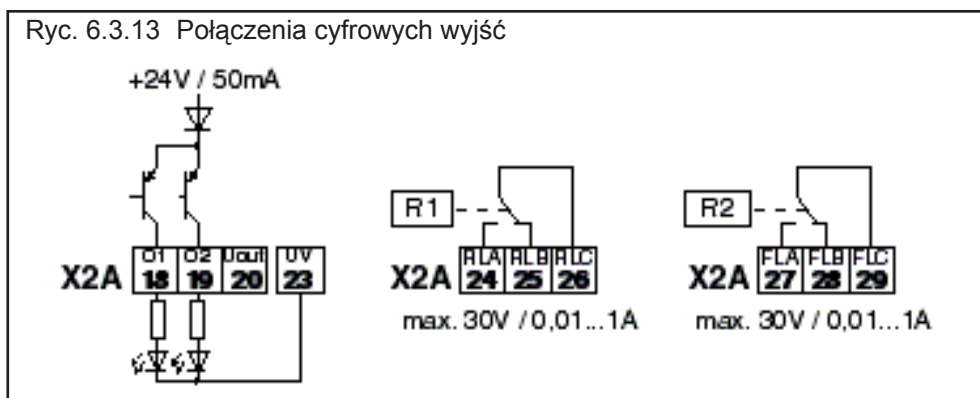 Ryc. 6.3.13 Połączenia cyfrowych wyjść
+24V / 50mA
O1 O2 Uout 0V
X2A 18 19 20 23
R1
RLA RLB RLC
X2A 24 25 26
max. 30V / 0,01...1A
R2
FLA FLB FLC
X2A 27 28 29
max. 30V / 0,01...1A